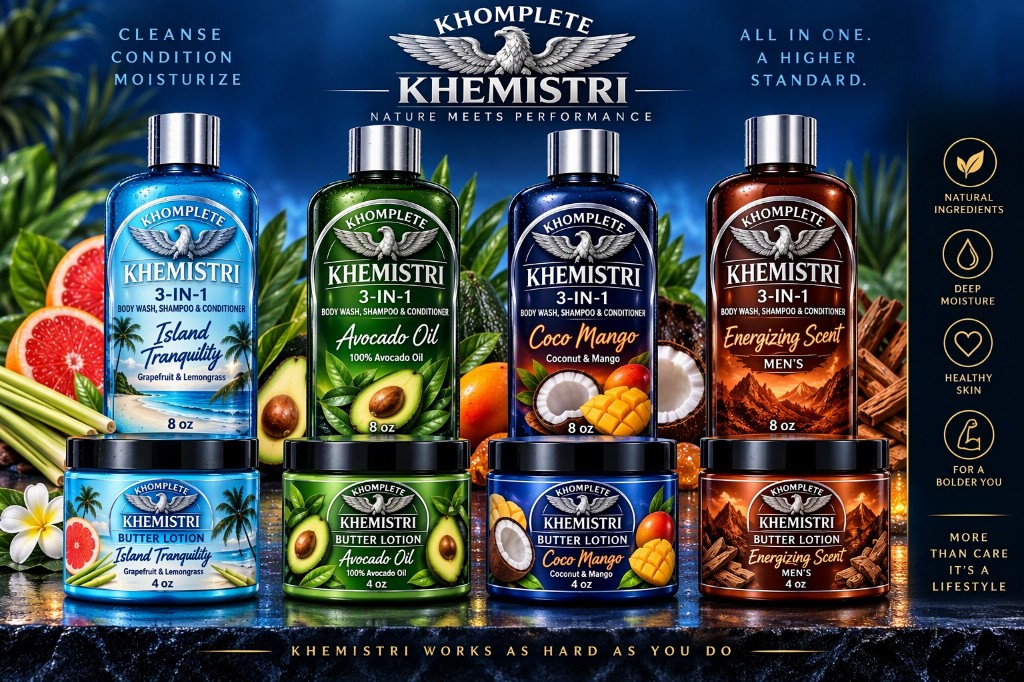 CLEANSE
CONDITION
MOISTURIZE
KHOMPLETE
KHEMISTRI
NATURE MEETS PERFORMANCE
ALL IN ONE.
A HIGHER
STANDARD.
KHOMPLETE
KHEMISTRI
3-IN-1
BODY WASH, SHAMPOO & CONDITIONER
Island
Tranquility
Grapefruit & Lemongrass
8 oz
KHOMPLETE
KHEMISTRI
3-IN-1
BODY WASH, SHAMPOO & CONDITIONER
Avocado Oil
100% Avocado Oil
8 oz
KHOMPLETE
KHEMISTRI
3-IN-1
BODY WASH, SHAMPOO & CONDITIONER
Coco Mango
Coconut & Mango
8 oz
KHOMPLETE
KHEMISTRI
3-IN-1
BODY WASH, SHAMPOO & CONDITIONER
Energizing Scent
MEN'S
8 oz
KHOMPLETE
KHEMISTRI
BUTTER LOTION
Island Tranquility
Grapefruit & Lemongrass
4 oz
KHOMPLETE
KHEMISTRI
BUTTER LOTION
Avocado Oil
100% Avocado Oil
4 oz
KHOMPLETE
KHEMISTRI
BUTTER LOTION
Coco Mango
Coconut & Mango
4 oz
KHOMPLETE
KHEMISTRI
BUTTER LOTION
Energizing Scent
MEN'S
4 oz
NATURAL
INGREDIENTS
DEEP
MOISTURE
HEALTHY
SKIN
FOR A
BOLDER YOU
MORE
THAN CARE
IT'S A
LIFESTYLE
KHEMISTRI WORKS AS HARD AS YOU DO